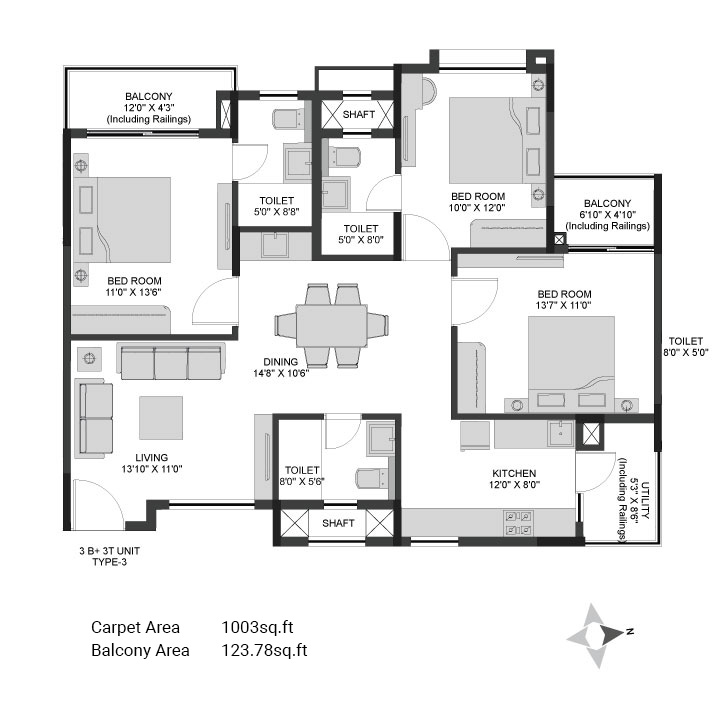 BALCONY
12'0" X 4'3"
(Including Railings)
SHAFT
TOILET
5'0" X 8'8"
TOILET
5'0" X 8'0"
BED ROOM
10'0" X 12'0"
BALCONY
6'10" X 4'10"
(Including Railings)
BED ROOM
11'0" X 13'6"
BED ROOM
13'7" X 11'0"
TOILET
8'0" X 5'0"
DINING
14'8" X 10'6"
LIVING
13'10" X 11'0"
TOILET
8'0" X 5'6"
KITCHEN
12'0" X 8'0"
UTILITY
5'3" X 8'6"
(Including Railings)
SHAFT
3 B+ 3T UNIT
TYPE-3
Carpet Area 1003sq.ft
Balcony Area 123.78sq.ft
N